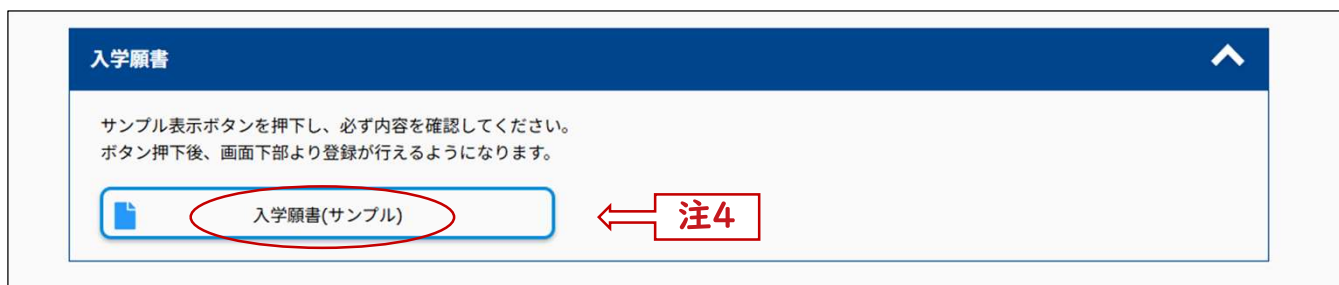 入学願書
サンプル表示ボタンを押下し、必ず内容を確認してください。
ボタン押下後、画面下部より登録が行えるようになります。
入学願書(サンプル)
注4